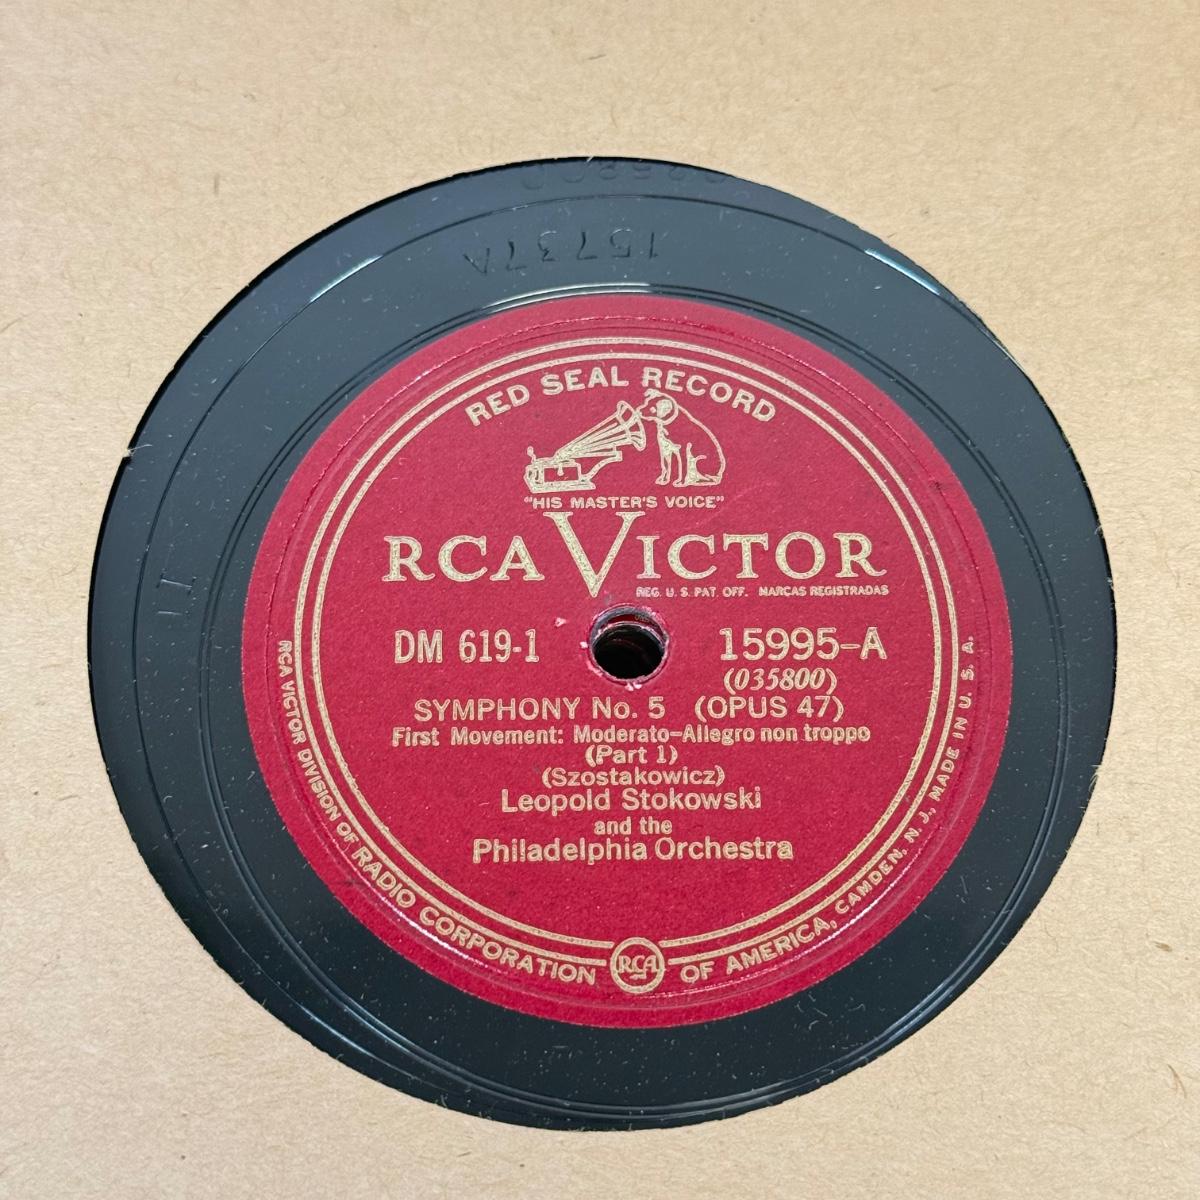 15737A
RED SEAL RECORD
"HIS MASTER'S VOICE"
RCA VICTOR
REG. U. S. PAT. OFF. MARCAS REGISTRADAS
DM 619-1
15995-A
(035800)
SYMPHONY No. 5 (OPUS 47)
First Movement: Moderato-Allegro non troppo
(Part 1)
(Szostakowicz)
Leopold Stokowski
and the
Philadelphia Orchestra
RCA VICTOR DIVISION OF RADIO CORPORATION RCA OF AMERICA, CAMDEN, N. J., MADE IN U. S. A.